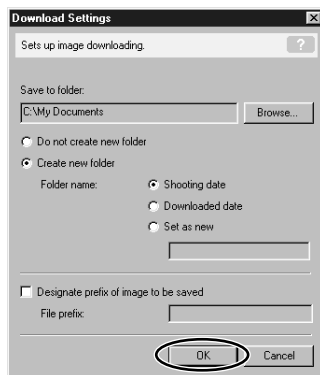 Download Settings
Sets up image downloading.
?
Save to folder:
C:\My Documents
Browse...
Do not create new folder
Create new folder
Folder name:
Shooting date
Downloaded date
Set as new
Designate prefix of image to be saved
File prefix:
OK
Cancel